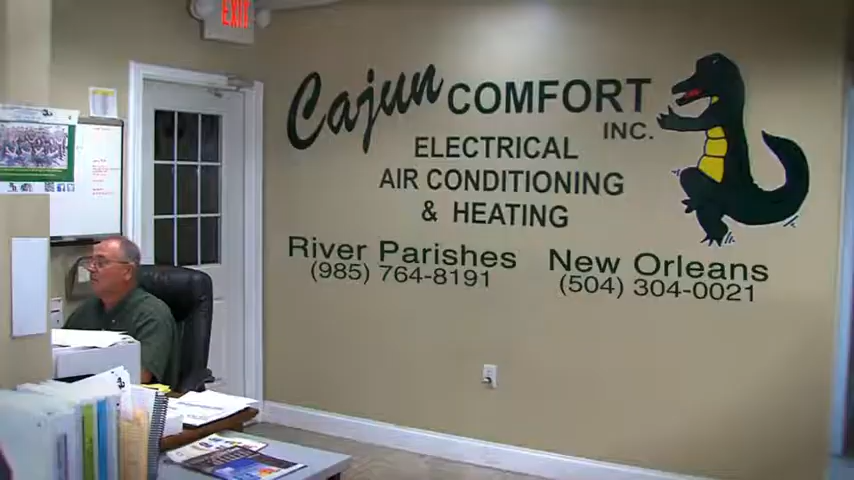 EXIT
Cajun COMFORT
INC.
ELECTRICAL
AIR CONDITIONING
& HEATING
River Parishes
(985) 764-8191
New Orleans
(504) 304-0021